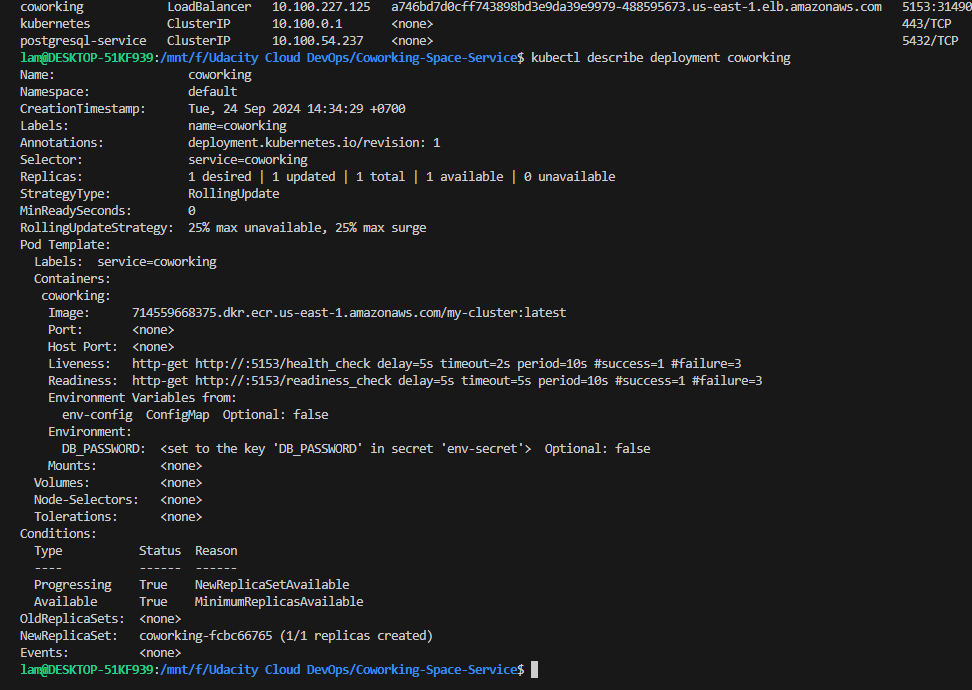 coworking LoadBalancer 10.100.227.125 a746bd7d0cff743898bd3e9da39e9979-488595673.us-east-1.elb.amazonaws.com 5153:31490
kubernetes ClusterIP 10.100.0.1 <none> 443/TCP
postgresql-service ClusterIP 10.100.54.237 <none> 5432/TCP
lam@DESKTOP-51KF939:/mnt/f/Udacity Cloud DevOps/Coworking-Space-Service$ kubectl describe deployment coworking
Name: coworking
Namespace: default
CreationTimestamp: Tue, 24 Sep 2024 14:34:29 +0700
Labels: name=coworking
Annotations: deployment.kubernetes.io/revision: 1
Selector: service=coworking
Replicas: 1 desired | 1 updated | 1 total | 1 available | 0 unavailable
StrategyType: RollingUpdate
MinReadySeconds: 0
RollingUpdateStrategy: 25% max unavailable, 25% max surge
Pod Template:
Labels: service=coworking
Containers:
coworking:
Image: 714559668375.dkr.ecr.us-east-1.amazonaws.com/my-cluster:latest
Port: <none>
Host Port: <none>
Liveness: http-get http://:5153/health_check delay=5s timeout=2s period=10s #success=1 #failure=3
Readiness: http-get http://:5153/readiness_check delay=5s timeout=5s period=10s #success=1 #failure=3
Environment Variables from:
env-config ConfigMap Optional: false
Environment:
DB_PASSWORD: <set to the key 'DB_PASSWORD' in secret 'env-secret'> Optional: false
Mounts: <none>
Volumes: <none>
Node-Selectors: <none>
Tolerations: <none>
Conditions:
Type Status Reason
---- ------ ------
Progressing True NewReplicaSetAvailable
Available True MinimumReplicasAvailable
OldReplicaSets: <none>
NewReplicaSet: coworking-fcbc66765 (1/1 replicas created)
Events: <none>
lam@DESKTOP-51KF939:/mnt/f/Udacity Cloud DevOps/Coworking-Space-Service$